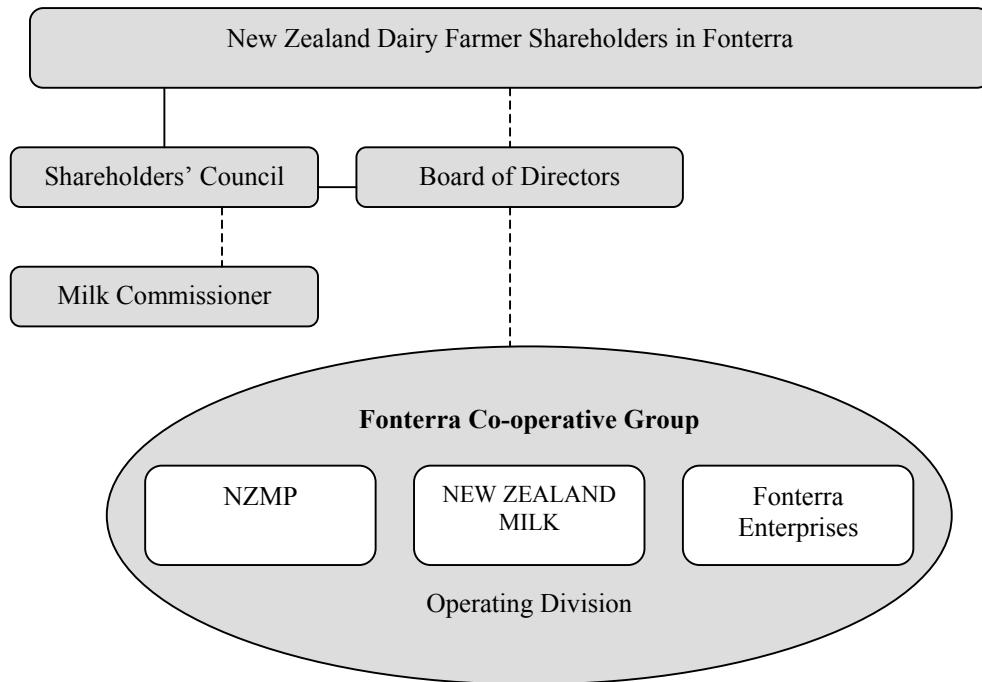 New Zealand Dairy Farmer Shareholders in Fonterra
Shareholders’ Council
Board of Directors
Milk Commissioner
Fonterra Co-operative Group
NZMP
NEW ZEALAND
MILK
Fonterra
Enterprises
Operating Division